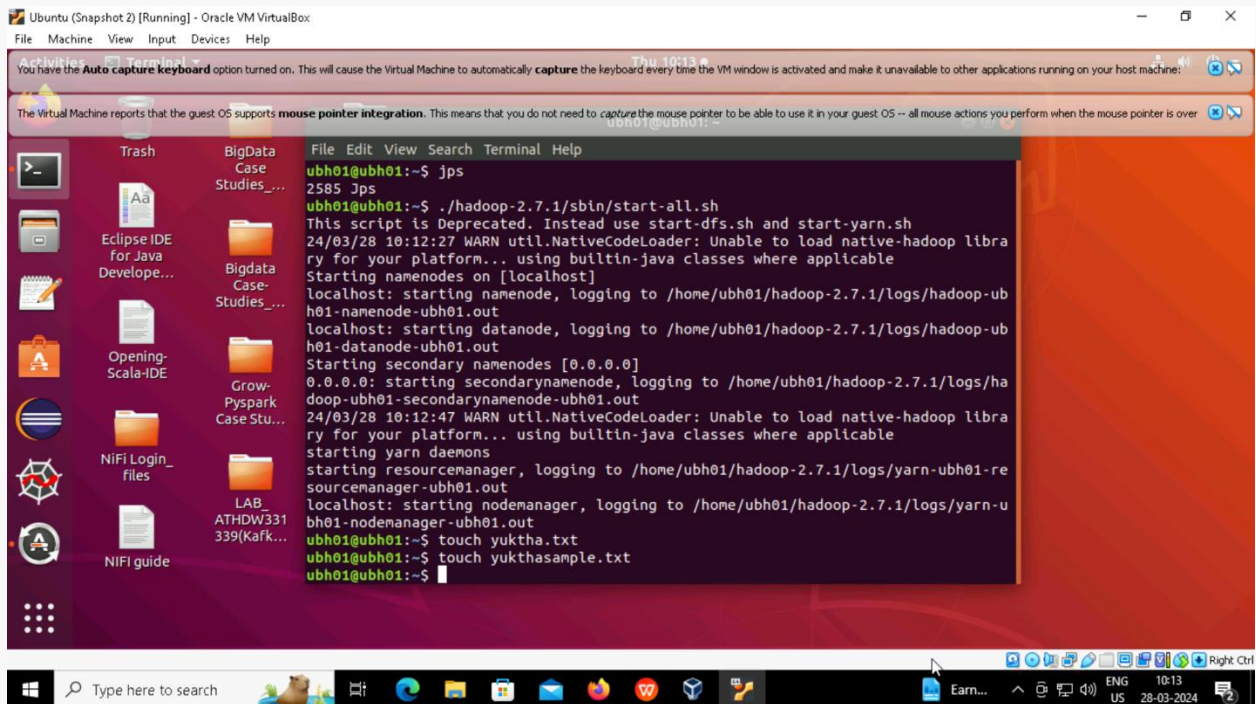 Ubuntu (Snapshot 2) [Running] - Oracle VM VirtualBox
File Machine View Input Devices Help
Activities Terminal Thu 10:13
You have the Auto capture keyboard option turned on. This will cause the Virtual Machine to automatically capture the keyboard every time the VM window is activated and make it unavailable to other applications running on your host machine:
The Virtual Machine reports that the guest OS supports mouse pointer integration. This means that you do not need to capture the mouse pointer to be able to use it in your guest OS -- all mouse actions you perform when the mouse pointer is over
ubh01@ubh01: ~
Trash
BigData
Case
Studies_...
Eclipse IDE
for Java
Develope...
Bigdata
Case-
Studies_...
Opening-
Scala-IDE
Grow-
Pyspark
Case Stu...
NiFi Login_
files
LAB_
ATHDW331
339(Kafk...
NIFI guide
File Edit View Search Terminal Help
ubh01@ubh01:~$ jps
2585 Jps
ubh01@ubh01:~$ ./hadoop-2.7.1/sbin/start-all.sh
This script is Deprecated. Instead use start-dfs.sh and start-yarn.sh
24/03/28 10:12:27 WARN util.NativeCodeLoader: Unable to load native-hadoop libra
ry for your platform... using builtin-java classes where applicable
Starting namenodes on [localhost]
localhost: starting namenode, logging to /home/ubh01/hadoop-2.7.1/logs/hadoop-ub
h01-namenode-ubh01.out
localhost: starting datanode, logging to /home/ubh01/hadoop-2.7.1/logs/hadoop-ub
h01-datanode-ubh01.out
Starting secondary namenodes [0.0.0.0]
0.0.0.0: starting secondarynamenode, logging to /home/ubh01/hadoop-2.7.1/logs/ha
doop-ubh01-secondarynamenode-ubh01.out
24/03/28 10:12:47 WARN util.NativeCodeLoader: Unable to load native-hadoop libra
ry for your platform... using builtin-java classes where applicable
starting yarn daemons
starting resourcemanager, logging to /home/ubh01/hadoop-2.7.1/logs/yarn-ubh01-re
sourcemanager-ubh01.out
localhost: starting nodemanager, logging to /home/ubh01/hadoop-2.7.1/logs/yarn-u
bh01-nodemanager-ubh01.out
ubh01@ubh01:~$ touch yuktha.txt
ubh01@ubh01:~$ touch yukthasample.txt
ubh01@ubh01:~$
Right Ctrl
Type here to search
Earn...
ENG
US
10:13
28-03-2024
2